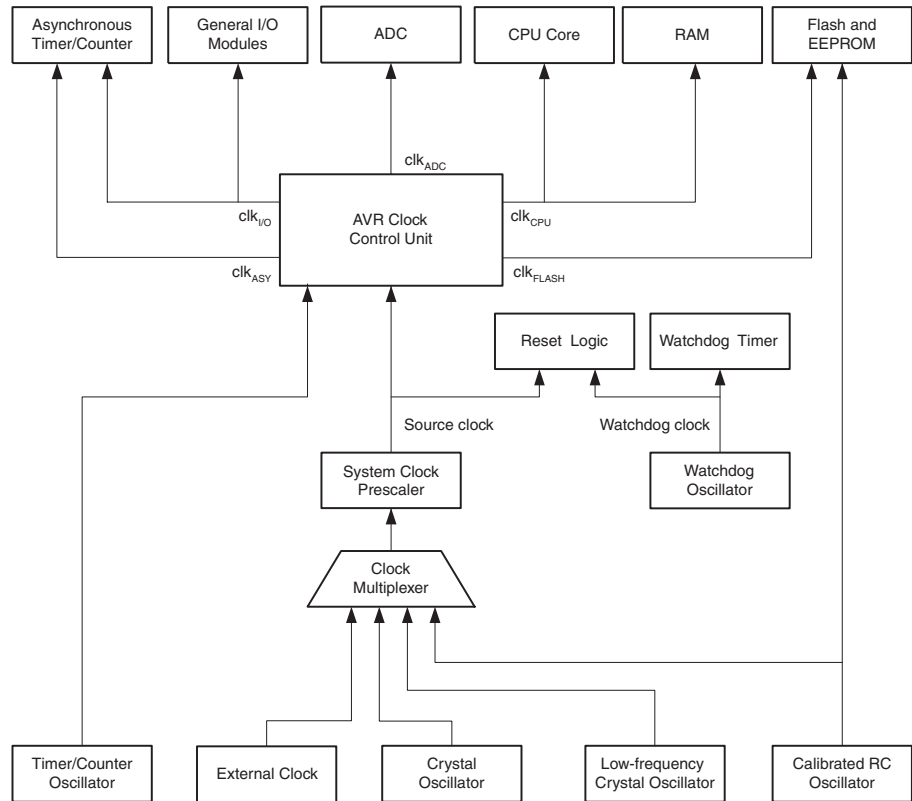 Asynchronous
Timer/Counter
General I/O
Modules
ADC
CPU Core
RAM
Flash and
EEPROM
clkADC
clkI/O
AVR Clock
Control Unit
clkCPU
clkASY
clkFLASH
Reset Logic
Watchdog Timer
Source clock
Watchdog clock
System Clock
Prescaler
Watchdog
Oscillator
Clock
Multiplexer
Timer/Counter
Oscillator
External Clock
Crystal
Oscillator
Low-frequency
Crystal Oscillator
Calibrated RC
Oscillator